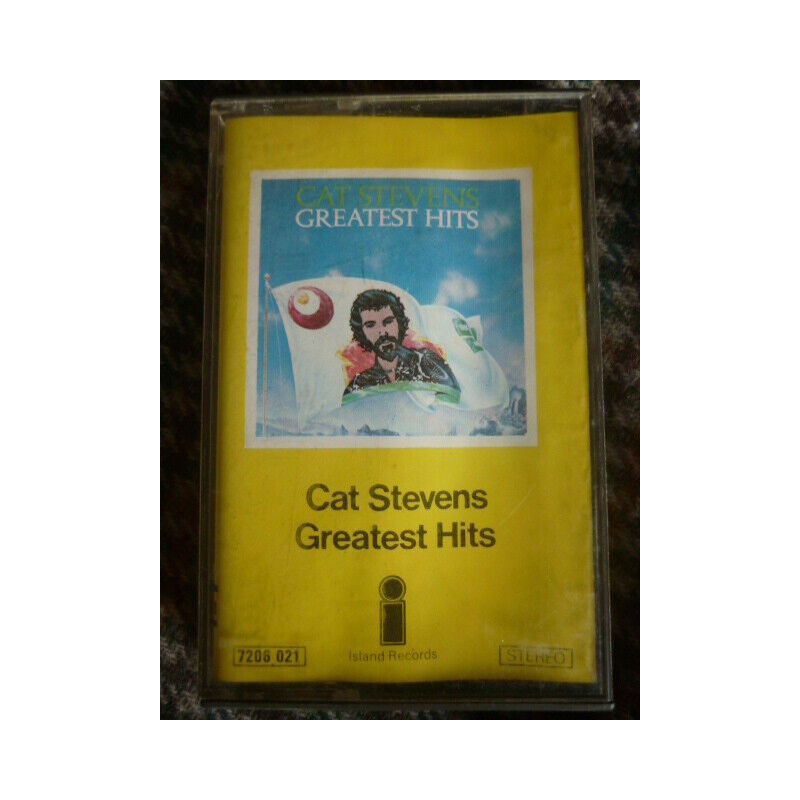 CAT STEVENS
GREATEST HITS
Cat Stevens
Greatest Hits
i
Island Records
7208 021
STEREO